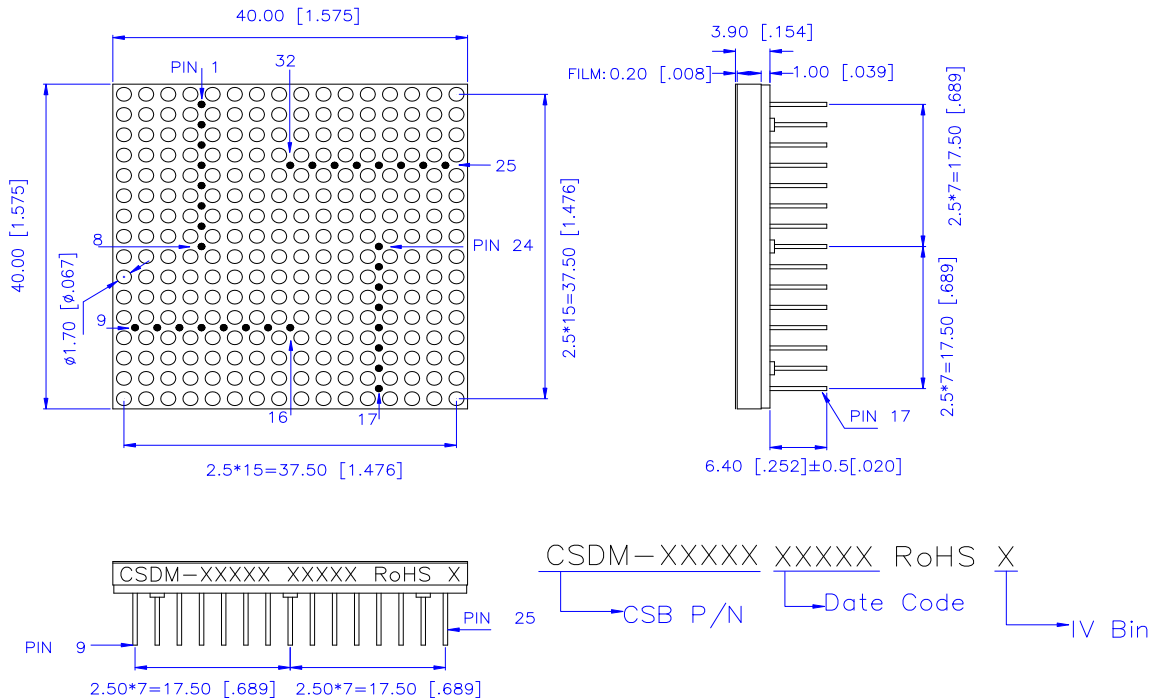 40.00 [1.575]
3.90 [.154]
PIN 1
32
FILM: 0.20 [.008]
1.00 [.039]
2.5*7=17.50 [.689]
25
40.00 [1.575]
2.5*15=37.50 [1.476]
8
PIN 24
ø1.70 [ø.067]
9
2.5*7=17.50 [.689]
16
17
PIN 17
2.5*15=37.50 [1.476]
6.40 [.252]±0.5[.020]
CSDM-XXXXX XXXXX RoHS X
CSDM-XXXXX XXXXX RoHS X
CSB P/N
Date Code
IV Bin
PIN 25
PIN 9
2.50*7=17.50 [.689]
2.50*7=17.50 [.689]